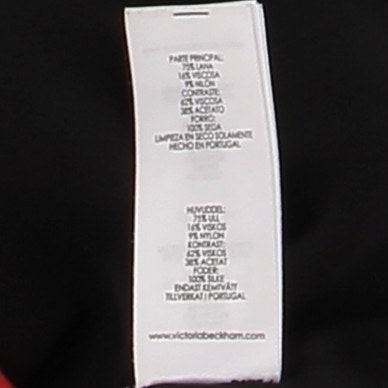 PARTE PRINCIPAL:
75% LANA
16% VISCOSA
9% NILÓN
CONTRASTE:
62% VISCOSA
38% ACETATO
FORRO:
100% SEDA
LIMPIEZA EN SECO SOLAMENTE
HECHO EN PORTUGAL
HUVUDDEL:
75% ULL
16% VISKOS
9% NYLON
KONTRAST:
62% VISKOS
38% ACETAT
FODER:
100% SILKE
ENDAST KEMTVÄTT
TILLVERKAT I PORTUGAL
www.victoriabeckham.com